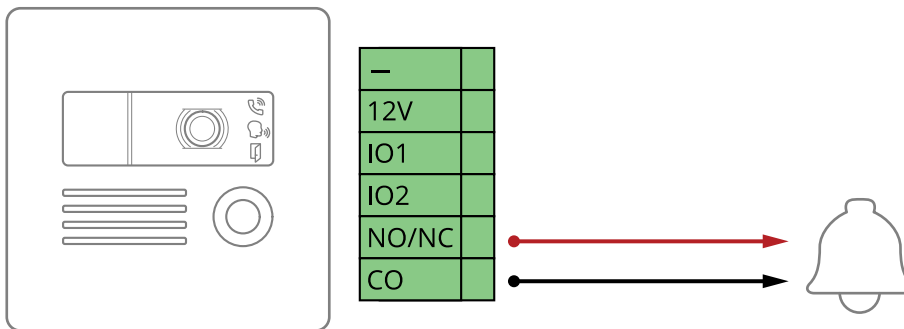 –
12V
IO1
IO2
NO/NC
CO